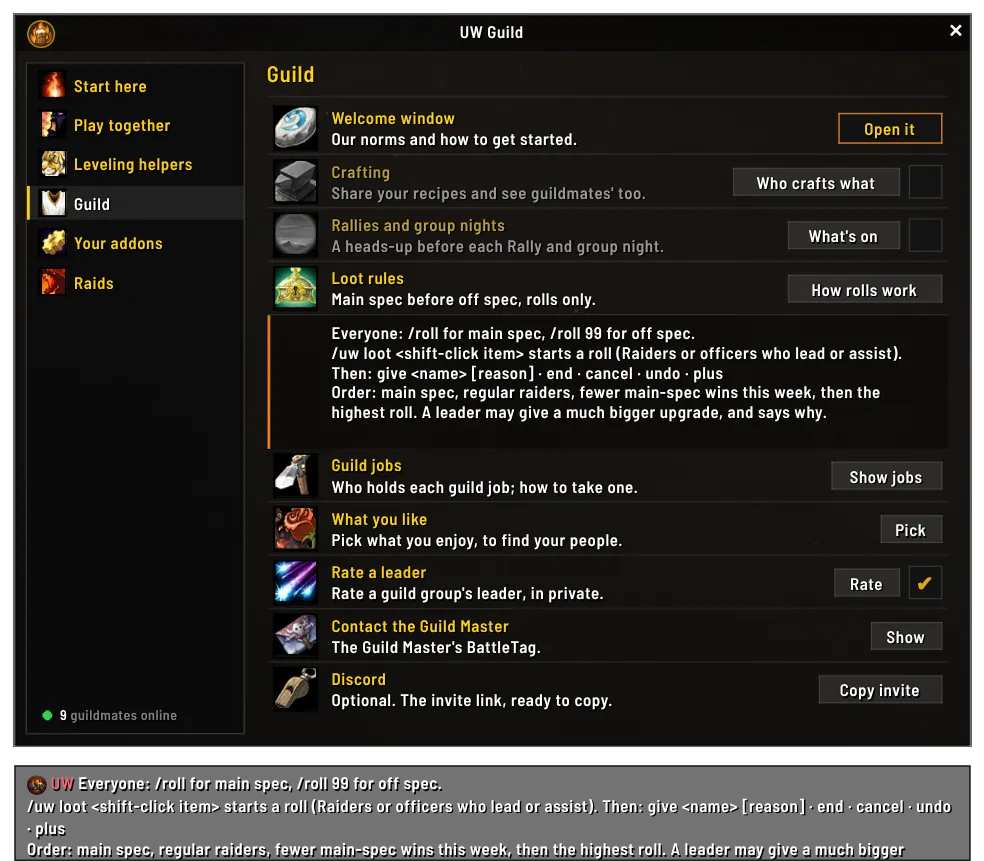 UW Guild
Start here
Play together
Leveling helpers
Guild
Your addons
Raids
9 guildmates online
Guild
Welcome window
Our norms and how to get started.
Open it
Crafting
Share your recipes and see guildmates' too.
Who crafts what
Rallies and group nights
A heads-up before each Rally and group night.
What's on
Loot rules
Main spec before off spec, rolls only.
How rolls work
Everyone: /roll for main spec, /roll 99 for off spec.
/uw loot <shift-click item> starts a roll (Raiders or officers who lead or assist).
Then: give <name> [reason] · end · cancel · undo · plus
Order: main spec, regular raiders, fewer main-spec wins this week, then the
highest roll. A leader may give a much bigger upgrade, and says why.
Guild jobs
Who holds each guild job; how to take one.
Show jobs
What you like
Pick what you enjoy, to find your people.
Pick
Rate a leader
Rate a guild group's leader, in private.
Rate
Contact the Guild Master
The Guild Master's BattleTag.
Show
Discord
Optional. The invite link, ready to copy.
Copy invite
UW Everyone: /roll for main spec, /roll 99 for off spec.
/uw loot <shift-click item> starts a roll (Raiders or officers who lead or assist). Then: give <name> [reason] · end · cancel · undo
· plus
Order: main spec, regular raiders, fewer main-spec wins this week, then the highest roll. A leader may give a much bigger